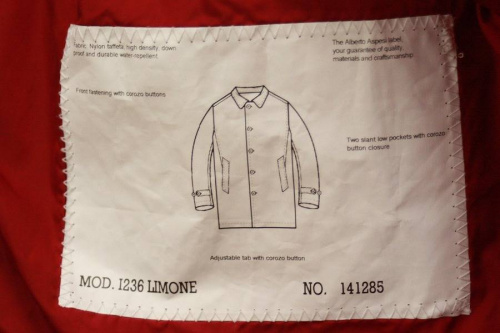 fabric: Nylon taffeta, high density, down
proof and durable water-repellent.
The Alberto Aspesi label,
your guarantee of quality,
materials and craftsmanship
Front fastening with corozo buttons
Two slant low pockets with corozo
button closure
Adjustable tab with corozo button
MOD. 1236 LIMONE
NO. 141285